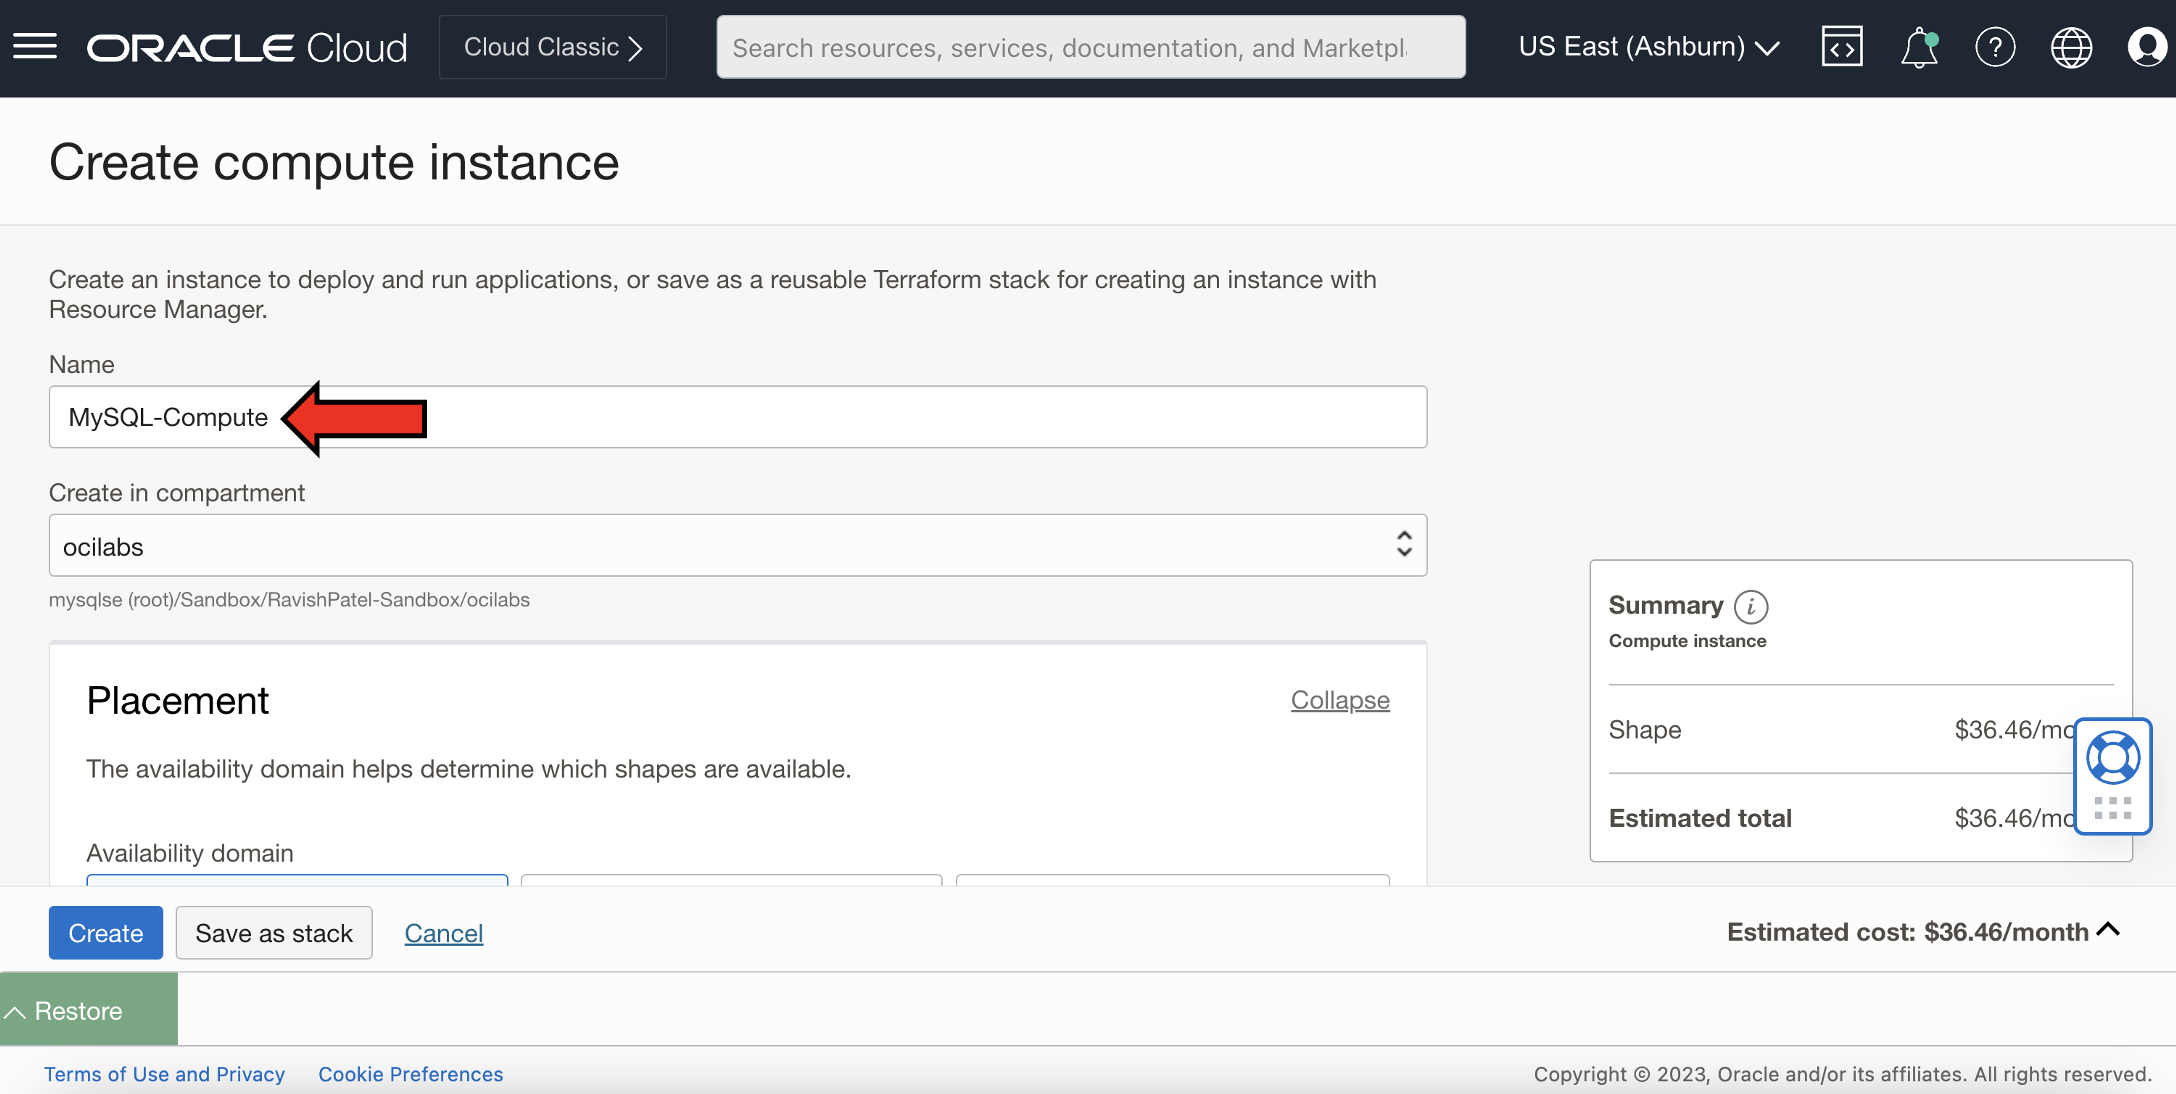 ORACLE Cloud
Cloud Classic
Search resources, services, documentation, and Marketpl
US East (Ashburn)
Create compute instance
Create an instance to deploy and run applications, or save as a reusable Terraform stack for creating an instance with
Resource Manager.
Name
MySQL-Compute
Create in compartment
ocilabs
mysqlse (root)/Sandbox/RavishPatel-Sandbox/ocilabs
Placement
Collapse
The availability domain helps determine which shapes are available.
Availability domain
Summary
Compute instance
Shape
$36.46/mo
Estimated total
$36.46/mo
Create
Save as stack
Cancel
Estimated cost: $36.46/month
Restore
Terms of Use and Privacy
Cookie Preferences
Copyright © 2023, Oracle and/or its affiliates. All rights reserved.